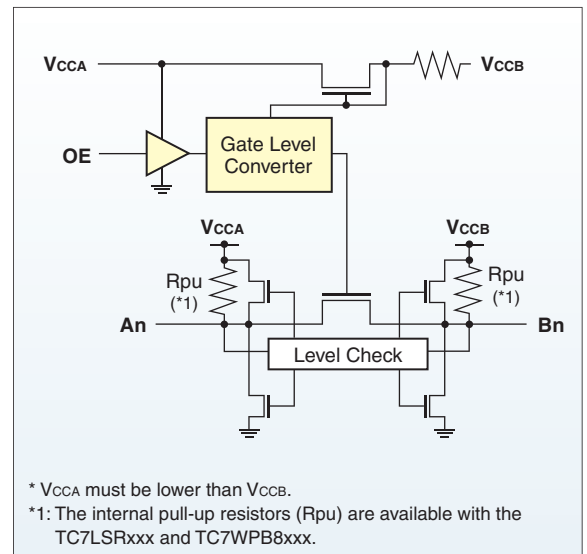 VCCA
VCCB
OE
Gate Level
Converter
VCCA
VCCB
Rpu
(*1)
Rpu
(*1)
An
Bn
Level Check
* VCCA must be lower than VCCB.
*1: The internal pull-up resistors (Rpu) are available with the
TC7LSRxxx and TC7WPB8xxx.